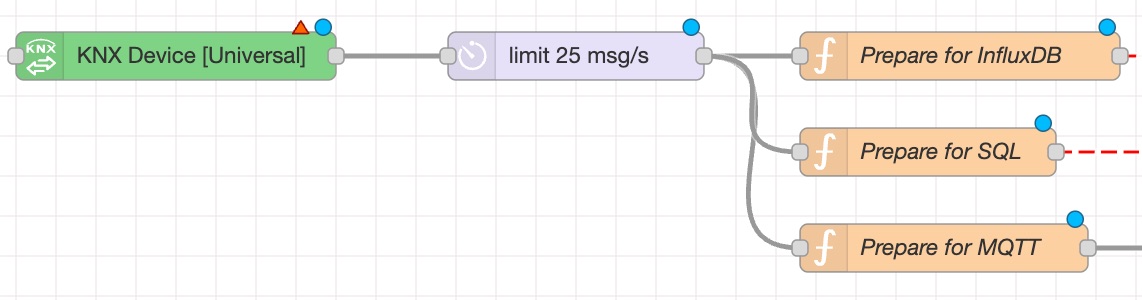 KNX
KNX Device [Universal]
limit 25 msg/s
Prepare for InfluxDB
Prepare for SQL
Prepare for MQTT